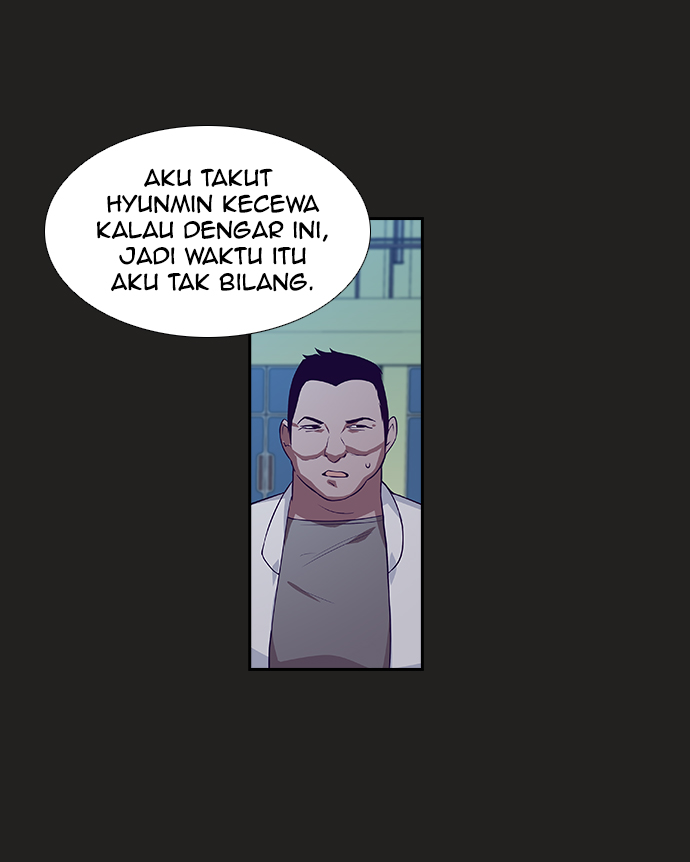 AKU TAKUT
HYUNMIN KECEWA
KALAU DENGAR INI,
JADI WAKTU ITU
AKU TAK BILANG.